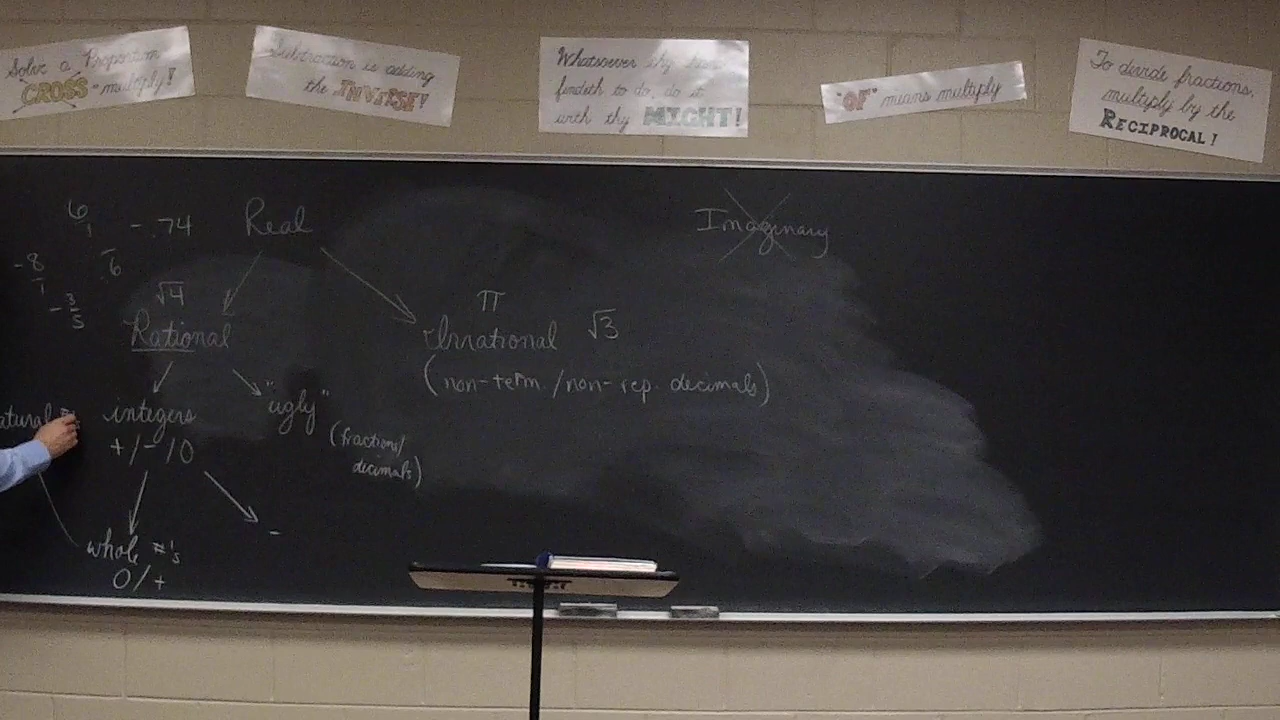 Solve a Proportion
CROSS-multiply!
Subtraction is adding
the INVERSE!
Whatsoever thy hand
findeth to do, do it
with thy MIGHT!
"OF" means multiply
To divide fractions,
multiply by the
RECIPROCAL!
6/1
-.74
Real
Imaginary
-8/1
.6̅
-3/5
√4
π
Rational
Irrational
√3
(non-term./non-rep. decimals)
integers
"ugly"
+/-/0
(fractions/
decimals)
-
whole #'s
0/+